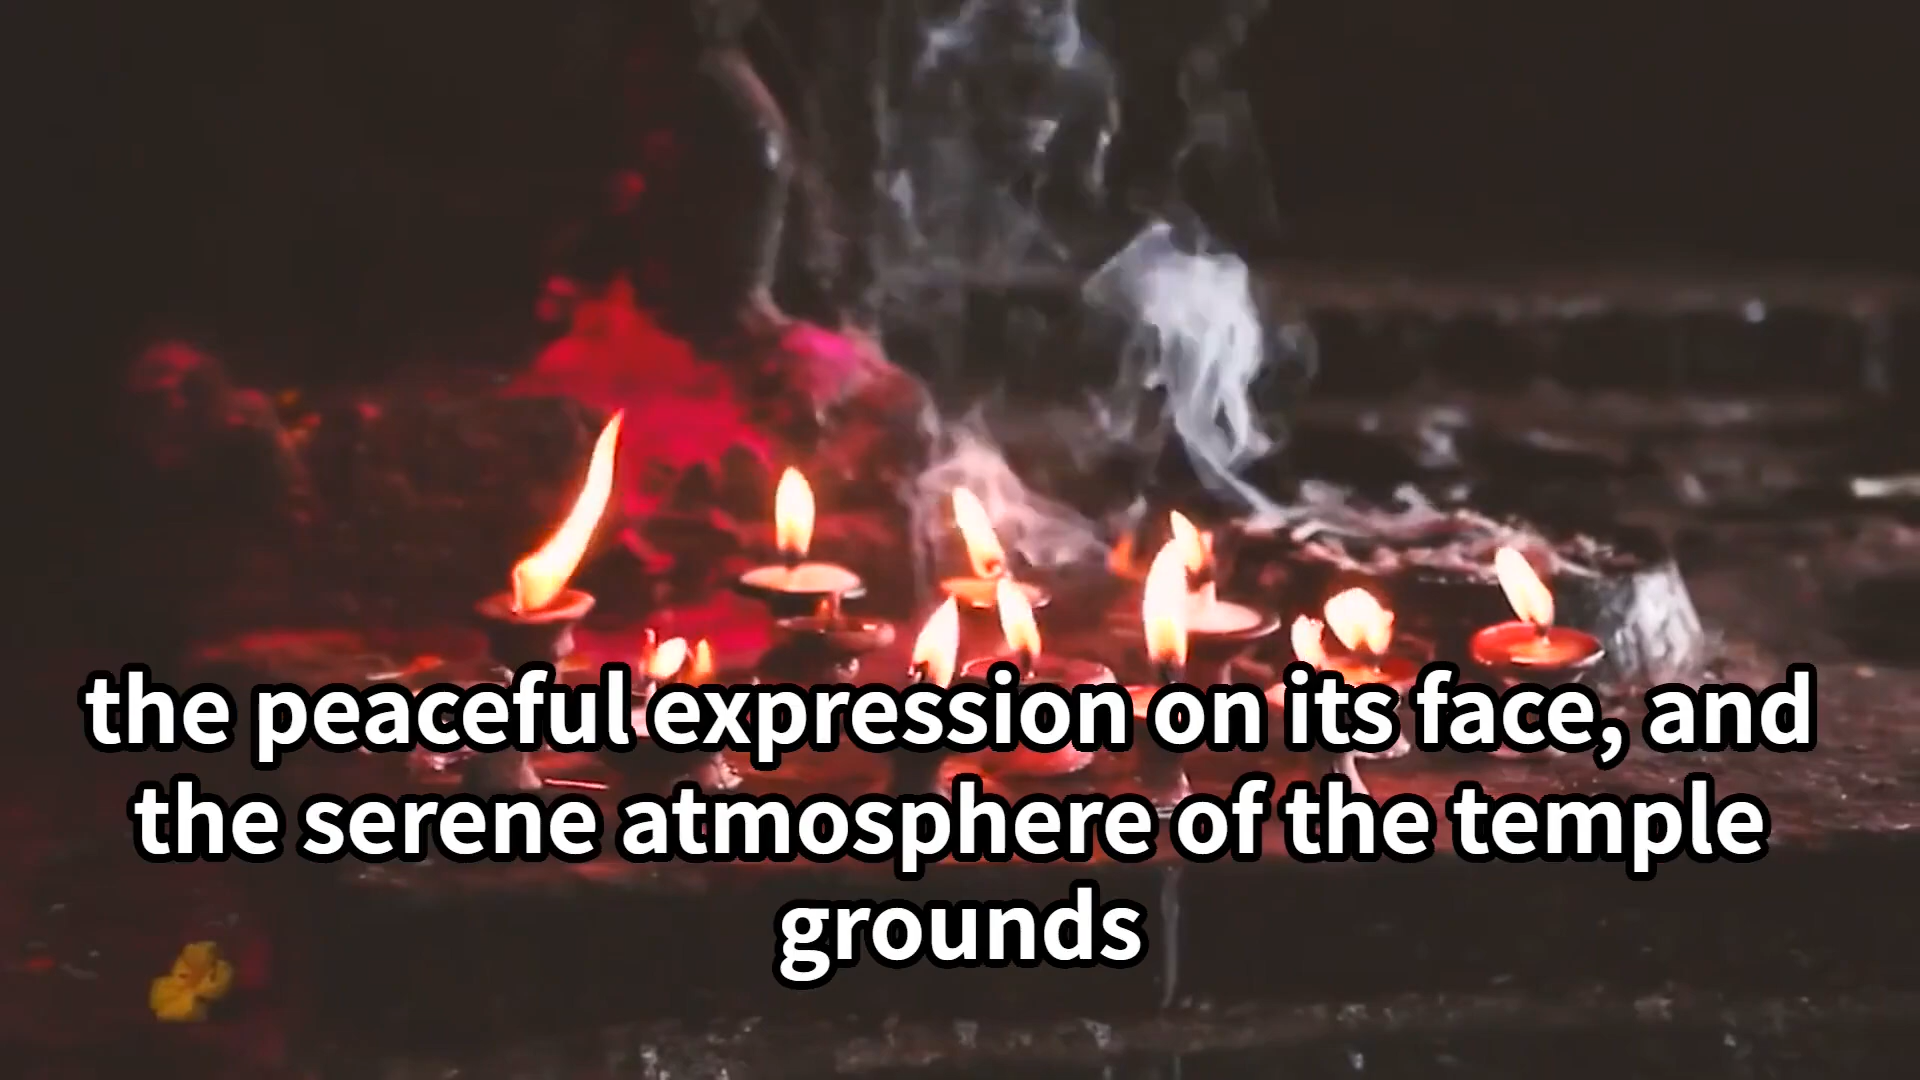 the peaceful expression on its face, and
the serene atmosphere of the temple
grounds